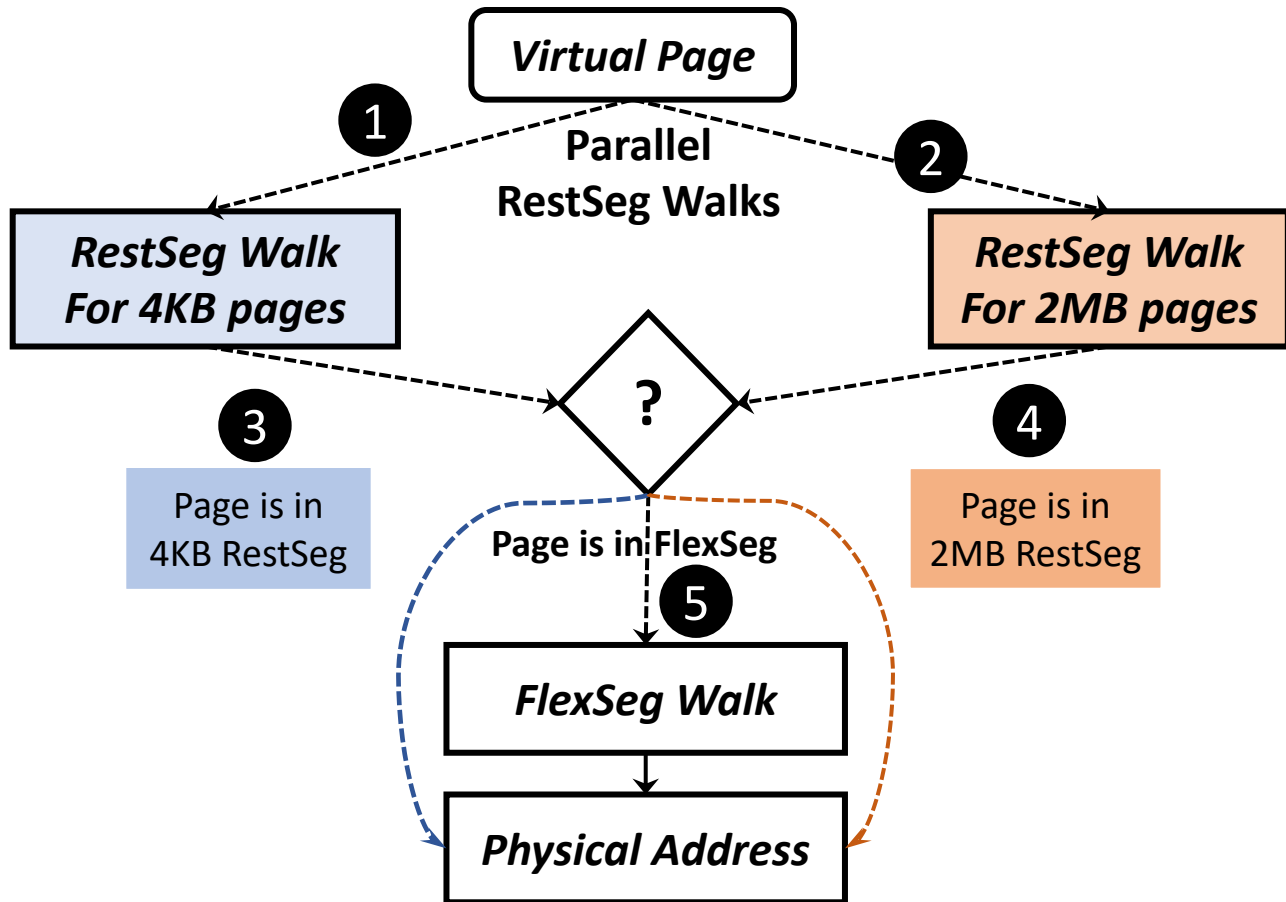 Virtual Page
1
2
Parallel
RestSeg Walks
RestSeg Walk
For 4KB pages
RestSeg Walk
For 2MB pages
?
3
4
Page is in
4KB RestSeg
Page is in
2MB RestSeg
Page is in FlexSeg
5
FlexSeg Walk
Physical Address